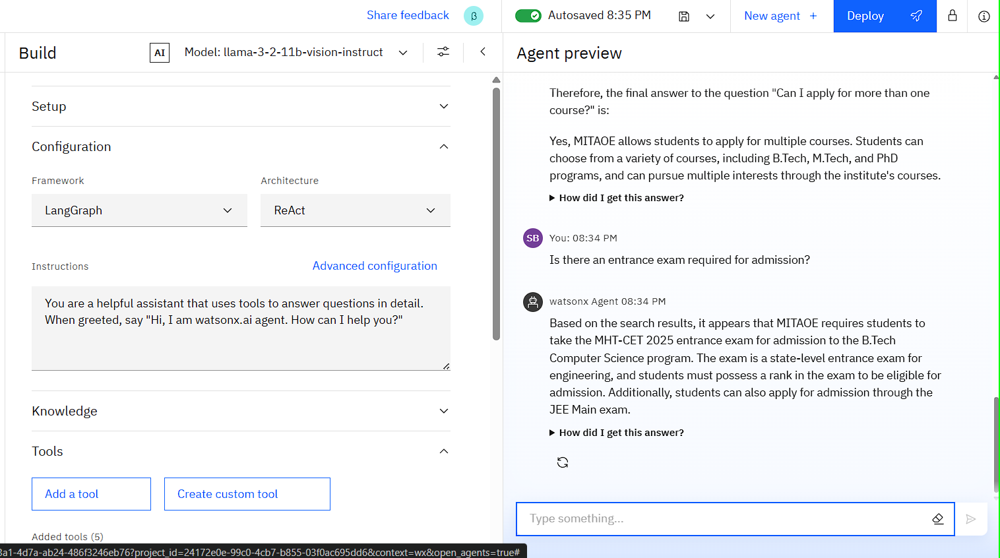 Share feedback
β
Autosaved 8:35 PM
New agent +
Deploy
Build
AI
Model: llama-3-2-11b-vision-instruct
Agent preview
Setup
Configuration
Framework
Architecture
LangGraph
ReAct
Instructions
Advanced configuration
You are a helpful assistant that uses tools to answer questions in detail.
When greeted, say "Hi, I am watsonx.ai agent. How can I help you?"
Knowledge
Tools
Add a tool
Create custom tool
Added tools (5)
3a1-4d7a-ab24-486f3246eb76?project_id=24172e0e-99c0-4cb7-b855-03f0ac695dd6&context=wx&open_agents=true#
Therefore, the final answer to the question "Can I apply for more than one
course?" is:
Yes, MITAOE allows students to apply for multiple courses. Students can
choose from a variety of courses, including B.Tech, M.Tech, and PhD
programs, and can pursue multiple interests through the institute's courses.
How did I get this answer?
SB
You: 08:34 PM
Is there an entrance exam required for admission?
watsonx Agent 08:34 PM
Based on the search results, it appears that MITAOE requires students to
take the MHT-CET 2025 entrance exam for admission to the B.Tech
Computer Science program. The exam is a state-level entrance exam for
engineering, and students must possess a rank in the exam to be eligible for
admission. Additionally, students can also apply for admission through the
JEE Main exam.
How did I get this answer?
Type something...